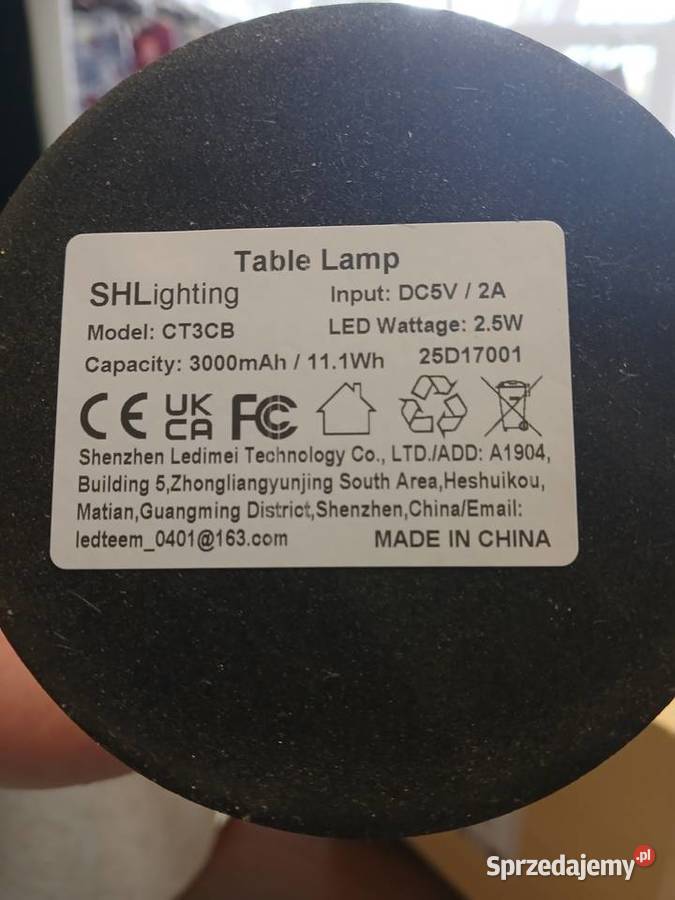 Table Lamp
SHLighting Input: DC5V / 2A
Model: CT3CB LED Wattage: 2.5W
Capacity: 3000mAh / 11.1Wh 25D17001
CE UK CA FC
Shenzhen Ledimei Technology Co., LTD./ADD: A1904,
Building 5,Zhongliangyunjing South Area,Heshuikou,
Matian,Guangming District,Shenzhen,China/Email:
ledteem_0401@163.com MADE IN CHINA
Sprzedajemy.pl